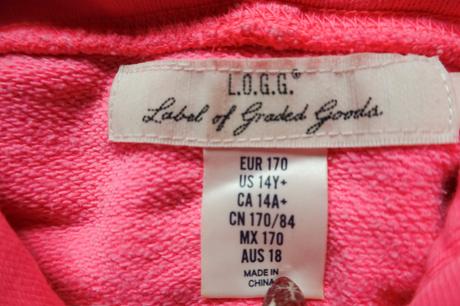 L.O.G.G.®
Label of Graded Goods
EUR 170
US 14Y+
CA 14A+
CN 170/84
MX 170
AUS 18
MADE IN
CHINA